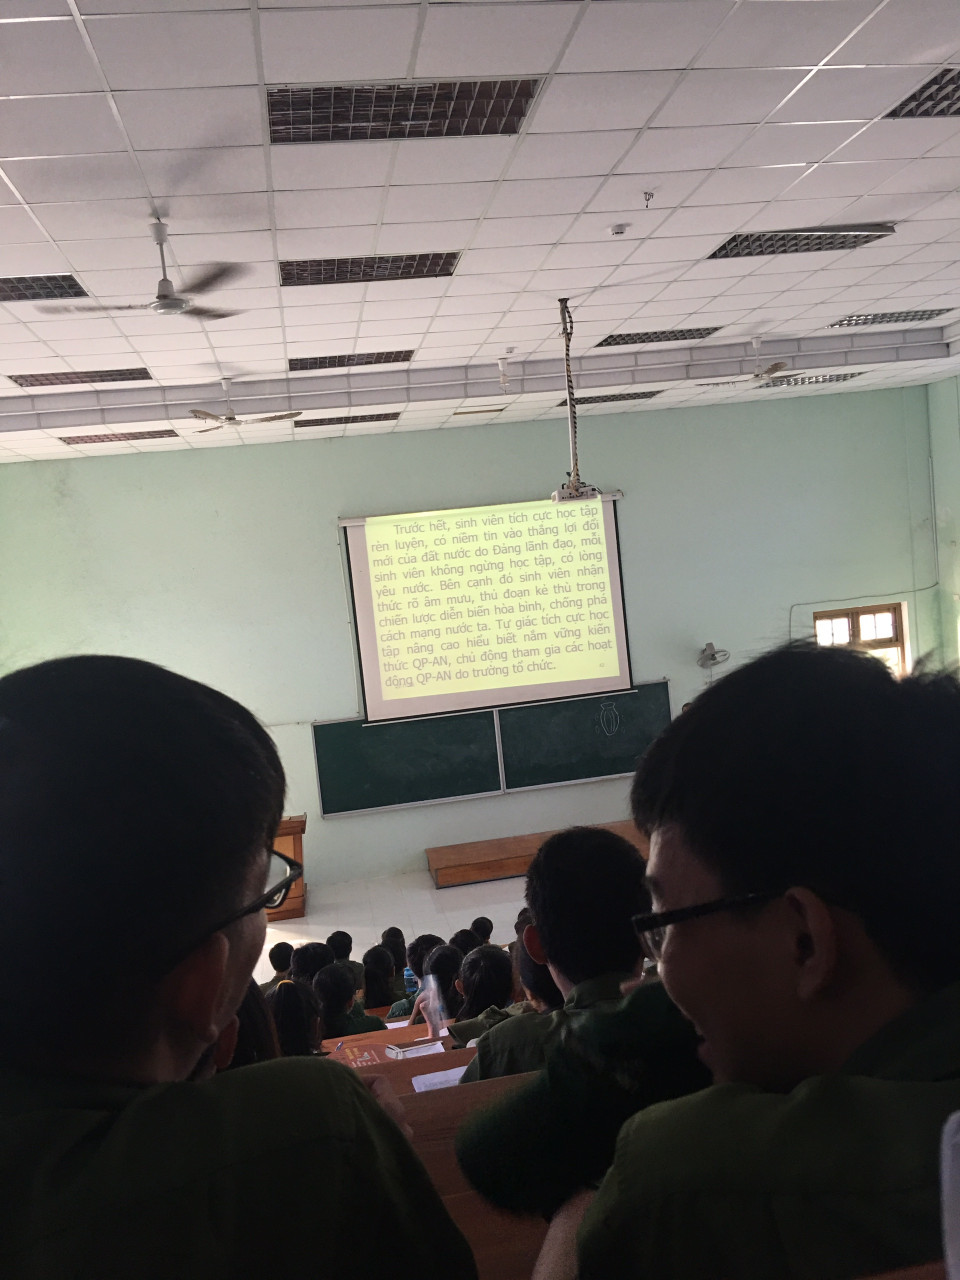 Trước hết, sinh viên tích cực học tập
rèn luyện, có niềm tin vào thắng lợi đổi
mới của đất nước do Đảng lãnh đạo, mỗi
sinh viên không ngừng học tập, có lòng
yêu nước. Bên cạnh đó sinh viên nhận
thức rõ âm mưu, thủ đoạn kẻ thù trong
chiến lược diễn biến hòa bình, chống phá
cách mạng nước ta. Tự giác tích cực học
tập nâng cao hiểu biết nắm vững kiến
thức QP-AN, chủ động tham gia các hoạt
động QP-AN do trường tổ chức.